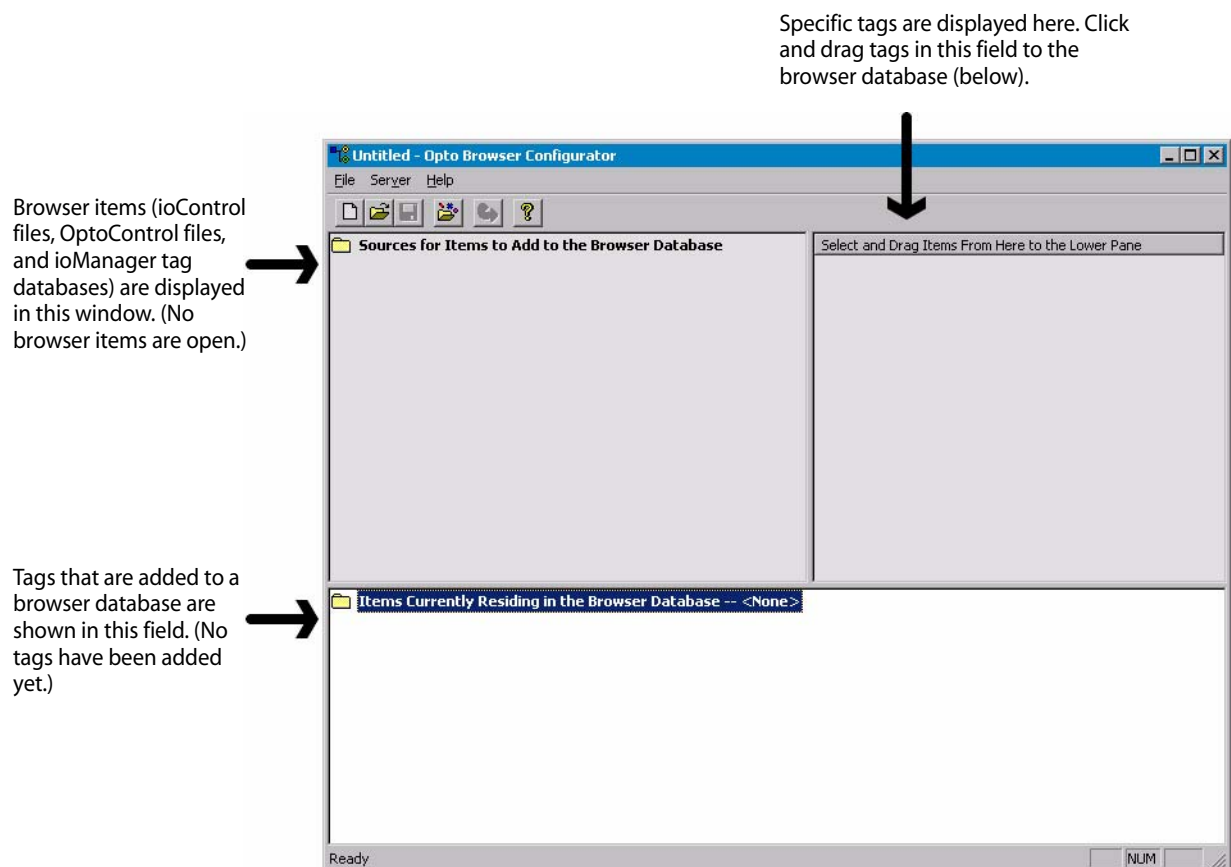 Specific tags are displayed here. Click
and drag tags in this field to the
browser database (below).
Untitled - Opto Browser Configurator
File Server Help
Browser items (ioControl
files, OptoControl files,
and ioManager tag
databases) are displayed
in this window. (No
browser items are open.)
Sources for Items to Add to the Browser Database
Select and Drag Items From Here to the Lower Pane
Tags that are added to a
browser database are
shown in this field. (No
tags have been added
yet.)
Items Currently Residing in the Browser Database -- <None>
Ready
NUM